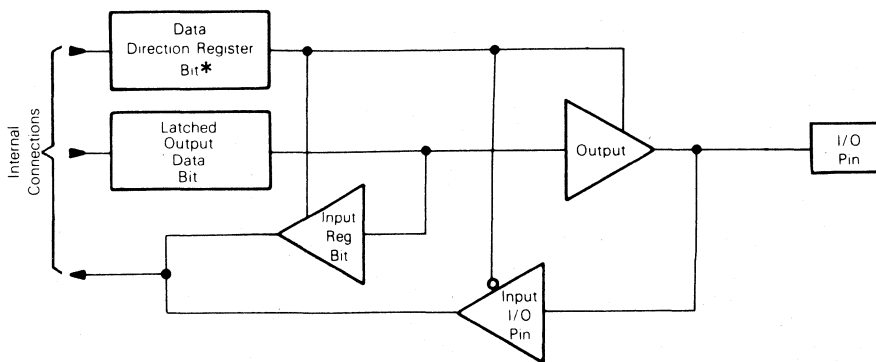 Data
Direction Register
Bit*
Internal
Connections
Latched
Output
Data
Bit
Output
I/O
Pin
Input
Reg
Bit
Input
I/O
Pin